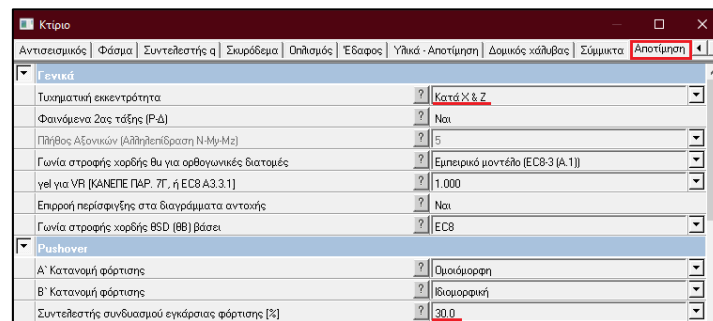 Κτίριο
Αντισεισμικός Φάσμα Συντελεστής q Σκυρόδεμα Οπλισμός Έδαφος Υλικά - Αποτίμηση Δομικός χάλυβας Σύμμικτα Αποτίμηση
Γενικά
Τυχηματική εκκεντρότητα ? Κατά X & Z
Φαινόμενα 2ας τάξης (P-Δ) ? Ναι
Πλήθος Αξονικών (Αλληλεπίδραση N-My-Mz) ? 5
Γωνία στροφής χορδής θu για ορθογωνικές διατομές ? Εμπειρικό μοντέλο (EC8-3 (A.1))
γel για VR [ΚΑΝΕΠΕ ΠΑΡ. 7Γ, ή EC8 A3.3.1] ? 1.000
Επιρροή περίσφιγξης στα διαγράμματα αντοχής ? Ναι
Γωνία στροφής χορδής θSD (θΒ) βάσει ? EC8
Pushover
Α` Κατανομή φόρτισης ? Ομοιόμορφη
Β` Κατανομή φόρτισης ? Ιδιομορφική
Συντελεστής συνδυασμού εγκάρσιας φόρτισης [%] ? 30.0